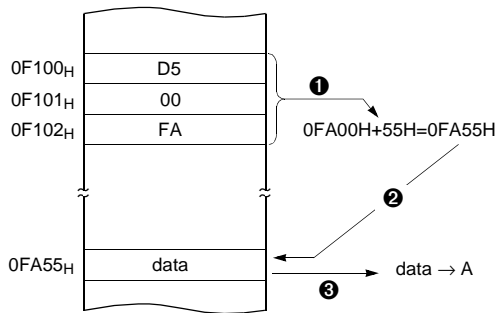 0F100H D5
0F101H 00 ❶
0F102H FA 0FA00H+55H=0FA55H
❷
0FA55H data data → A
❸